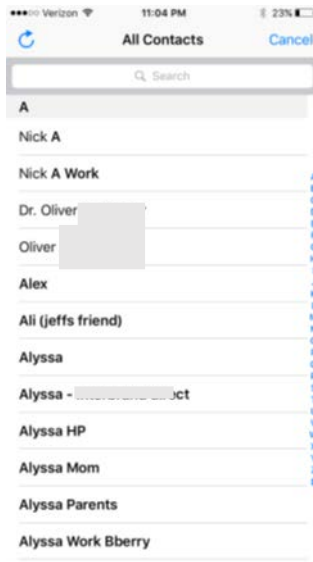 Verizon 11:04 PM 23%
All Contacts Cancel
Search
A
Nick A
Nick A Work
Dr. Oliver
Oliver
Alex
Ali (jeffs friend)
Alyssa
Alyssa -
Alyssa HP
Alyssa Mom
Alyssa Parents
Alyssa Work Bberry